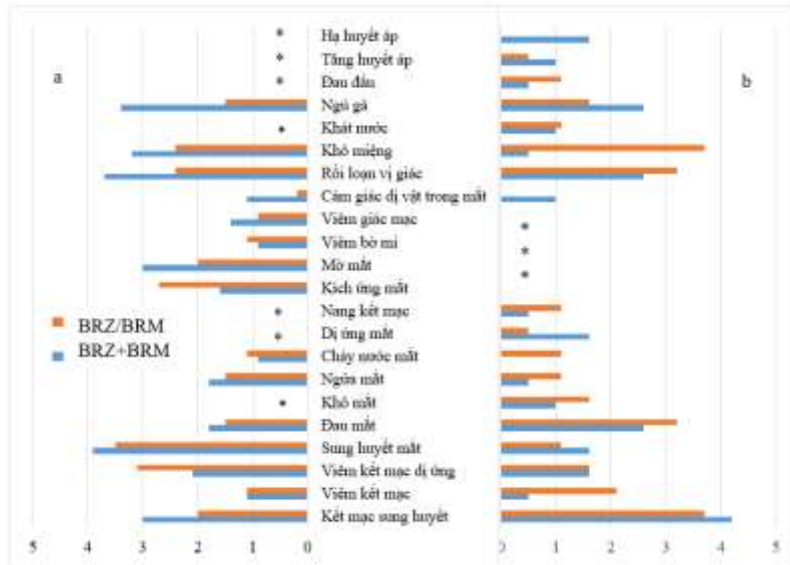 a
b
* Hạ huyết áp
* Tăng huyết áp
* Đau đầu
Ngủ gà
* Khát nước
Khô miệng
Rối loạn vị giác
Cảm giác dị vật trong mắt
Viêm giác mạc *
Viêm bờ mi *
Mờ mắt *
Kích ứng mắt
* Nang kết mạc
* Dị ứng mắt
Chảy nước mắt
Ngứa mắt
* Khô mắt
Đau mắt
Sung huyết mắt
Viêm kết mạc dị ứng
Viêm kết mạc
Kết mạc sung huyết
BRZ/BRM
BRZ+BRM
5 4 3 2 1 0
0 1 2 3 4 5